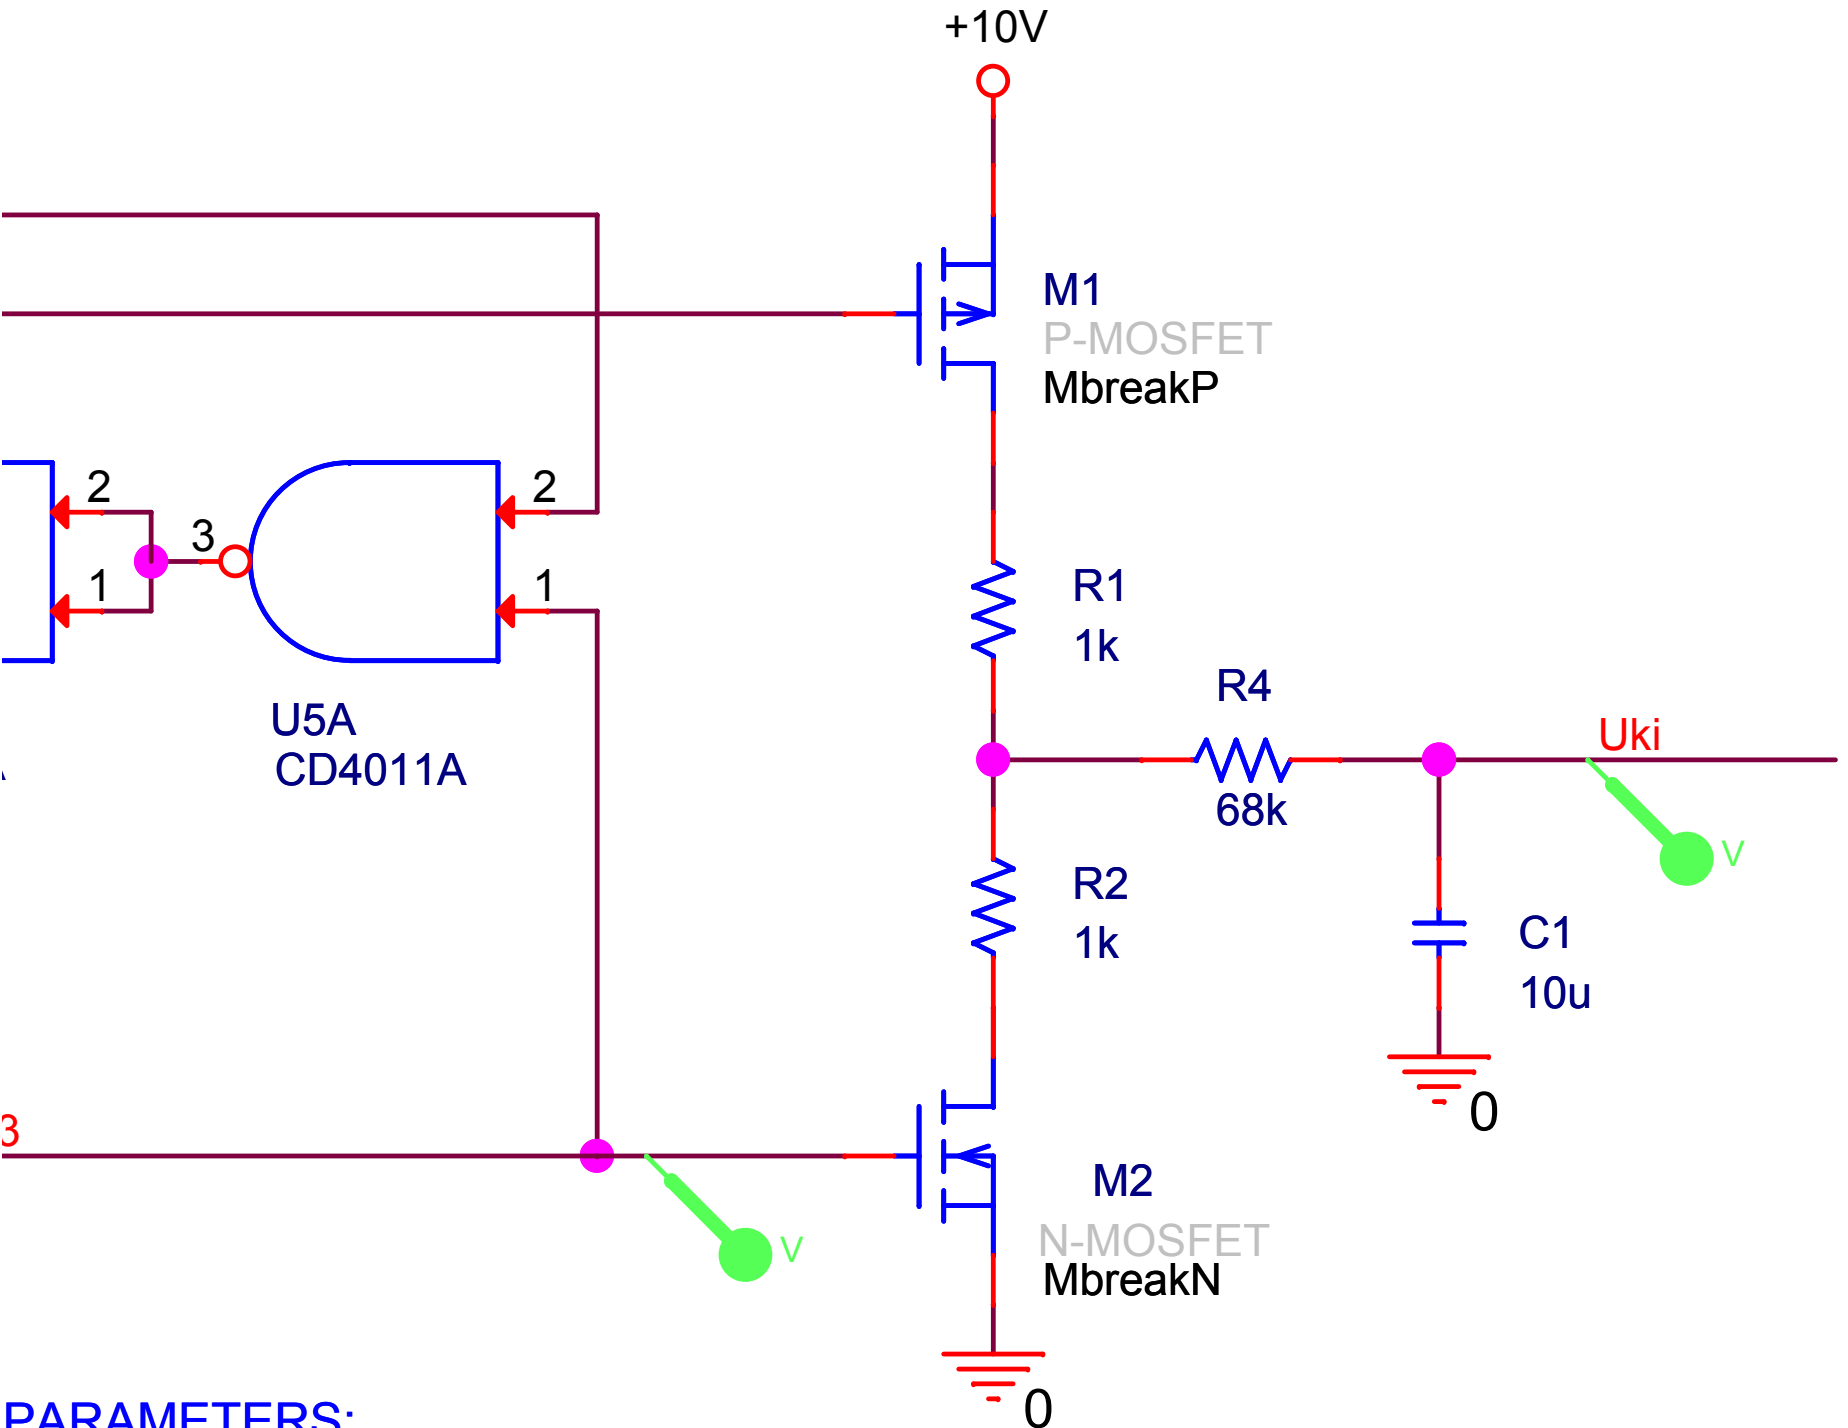 +10V
M1
P-MOSFET
MbreakP
2
2
3
1
1
R1
1k
U5A
CD4011A
R4
68k
Uki
V
R2
1k
C1
10u
0
3
V
M2
N-MOSFET
MbreakN
0
PARAMETERS: